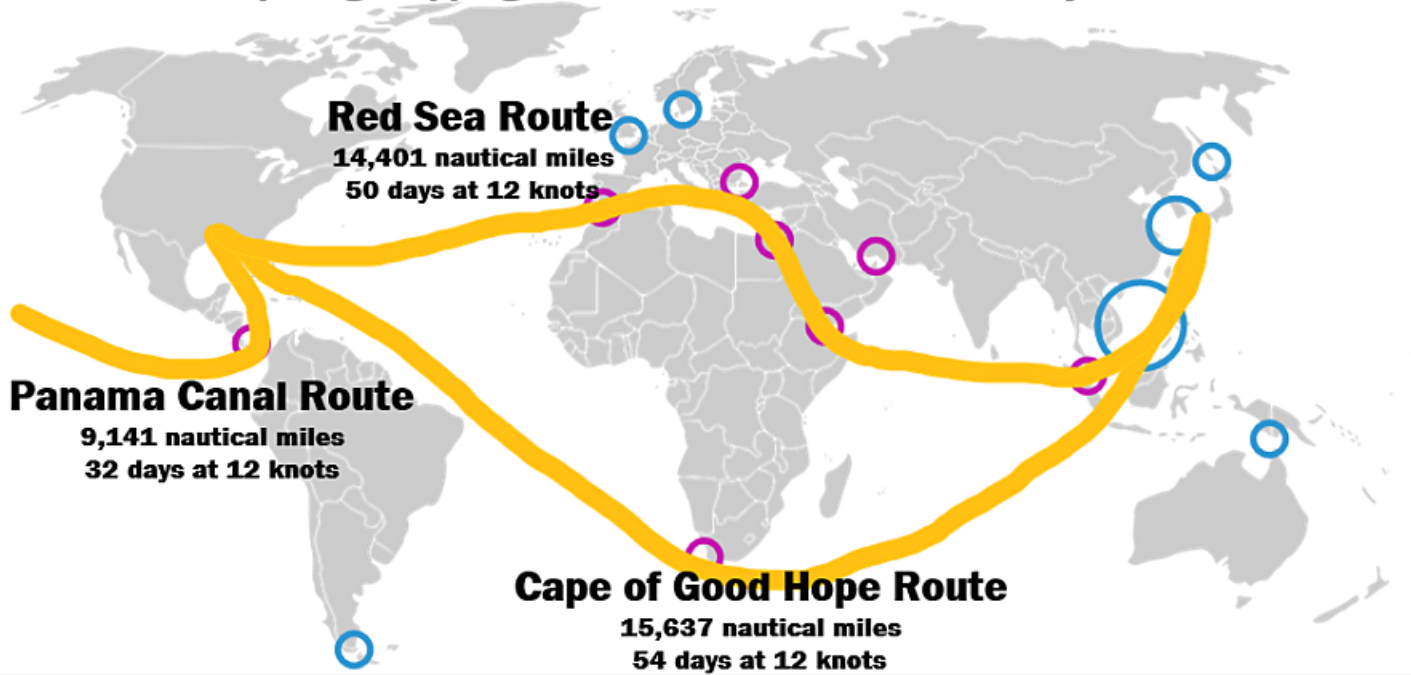 Red Sea Route
14,401 nautical miles
50 days at 12 knots
Panama Canal Route
9,141 nautical miles
32 days at 12 knots
Cape of Good Hope Route
15,637 nautical miles
54 days at 12 knots